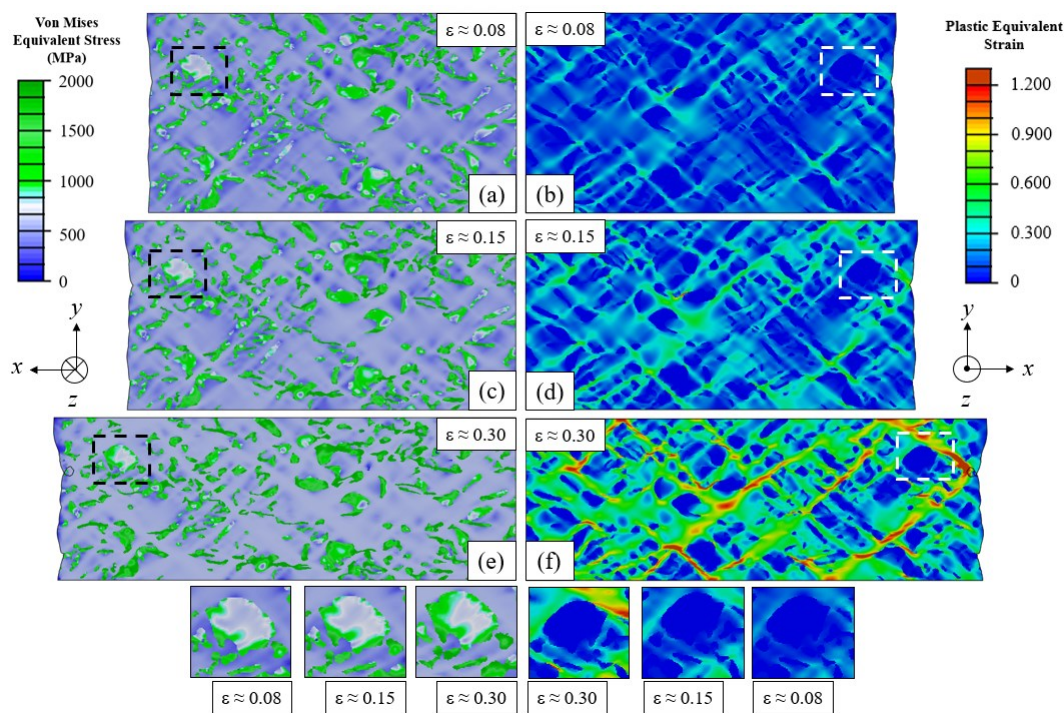 Von Mises
Equivalent Stress
(MPa)
2000
1500
1000
500
0
y
x
z
ε ≈ 0.08
(a)
ε ≈ 0.08
(b)
ε ≈ 0.15
(c)
ε ≈ 0.15
(d)
ε ≈ 0.30
(e)
ε ≈ 0.30
(f)
Plastic Equivalent
Strain
1.200
0.900
0.600
0.300
0
y
x
z
ε ≈ 0.08
ε ≈ 0.15
ε ≈ 0.30
ε ≈ 0.30
ε ≈ 0.15
ε ≈ 0.08